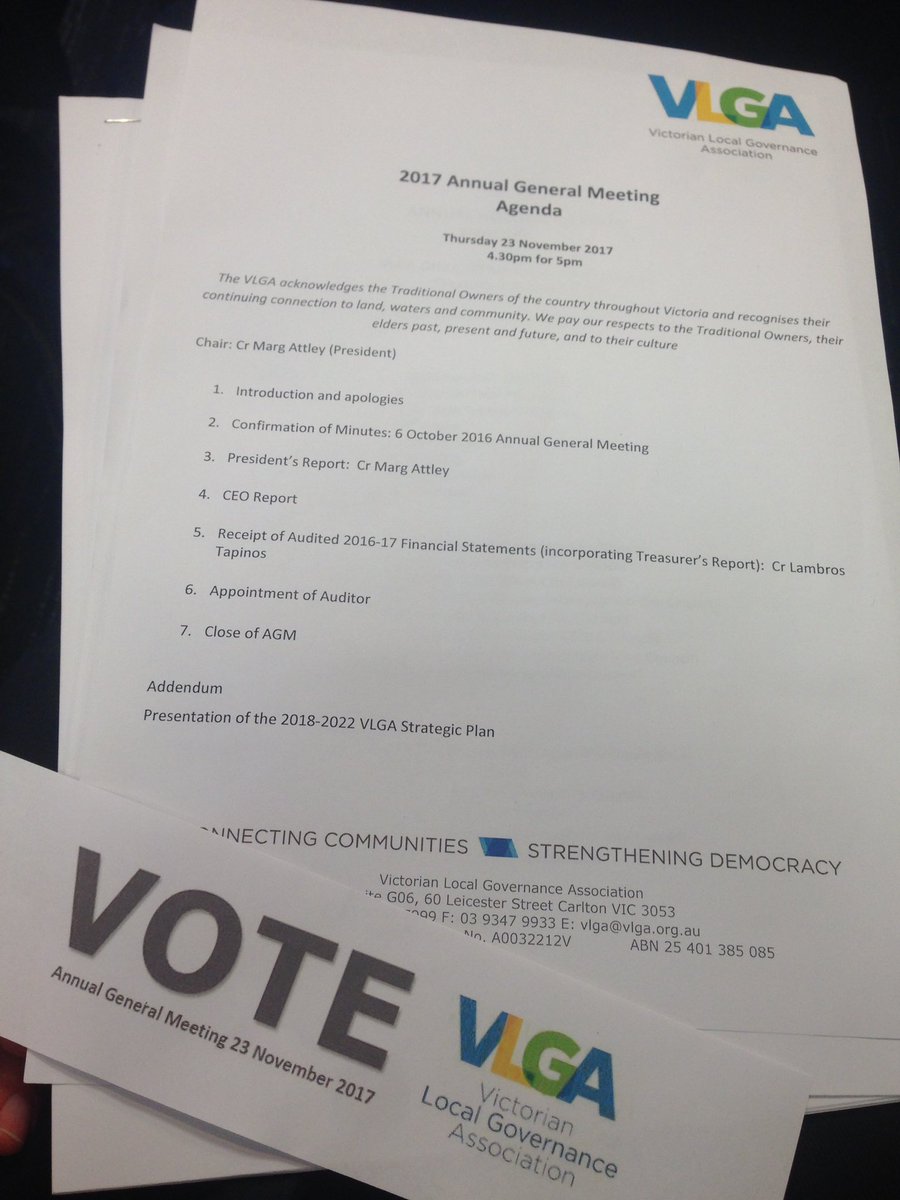 VLGA
Victorian Local Governance
Association
2017 Annual General Meeting
Agenda
Thursday 23 November 2017
4.30pm for 5pm
The VLGA acknowledges the Traditional Owners of the country throughout Victoria and recognises their
continuing connection to land, waters and community. We pay our respects to the Traditional Owners, their
elders past, present and future, and to their culture
Chair: Cr Marg Attley (President)
1. Introduction and apologies
2. Confirmation of Minutes: 6 October 2016 Annual General Meeting
3. President's Report: Cr Marg Attley
4. CEO Report
5. Receipt of Audited 2016-17 Financial Statements (incorporating Treasurer's Report): Cr Lambros
Tapinos
6. Appointment of Auditor
7. Close of AGM
Addendum
Presentation of the 2018-2022 VLGA Strategic Plan
COMMUNITIES STRENGTHENING DEMOCRACY
Victorian Local Governance Association
G06, 60 Leicester Street Carlton VIC 3053
F: 03 9347 9933 E: vlga@vlga.org.au
No. A0032212V ABN 25 401 385 085
VOTE
Annual General Meeting 23 November 2017
VLGA
Victorian
Local Governance
Association